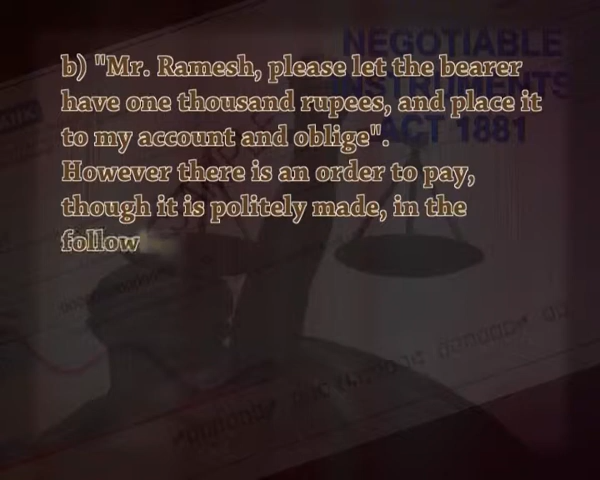 NEGOTIABLE
INSTRUMENTS
ACT 1881
b) "Mr. Ramesh, please let the bearer
have one thousand rupees, and place it
to my account and oblige".
However there is an order to pay,
though it is politely made, in the
follow